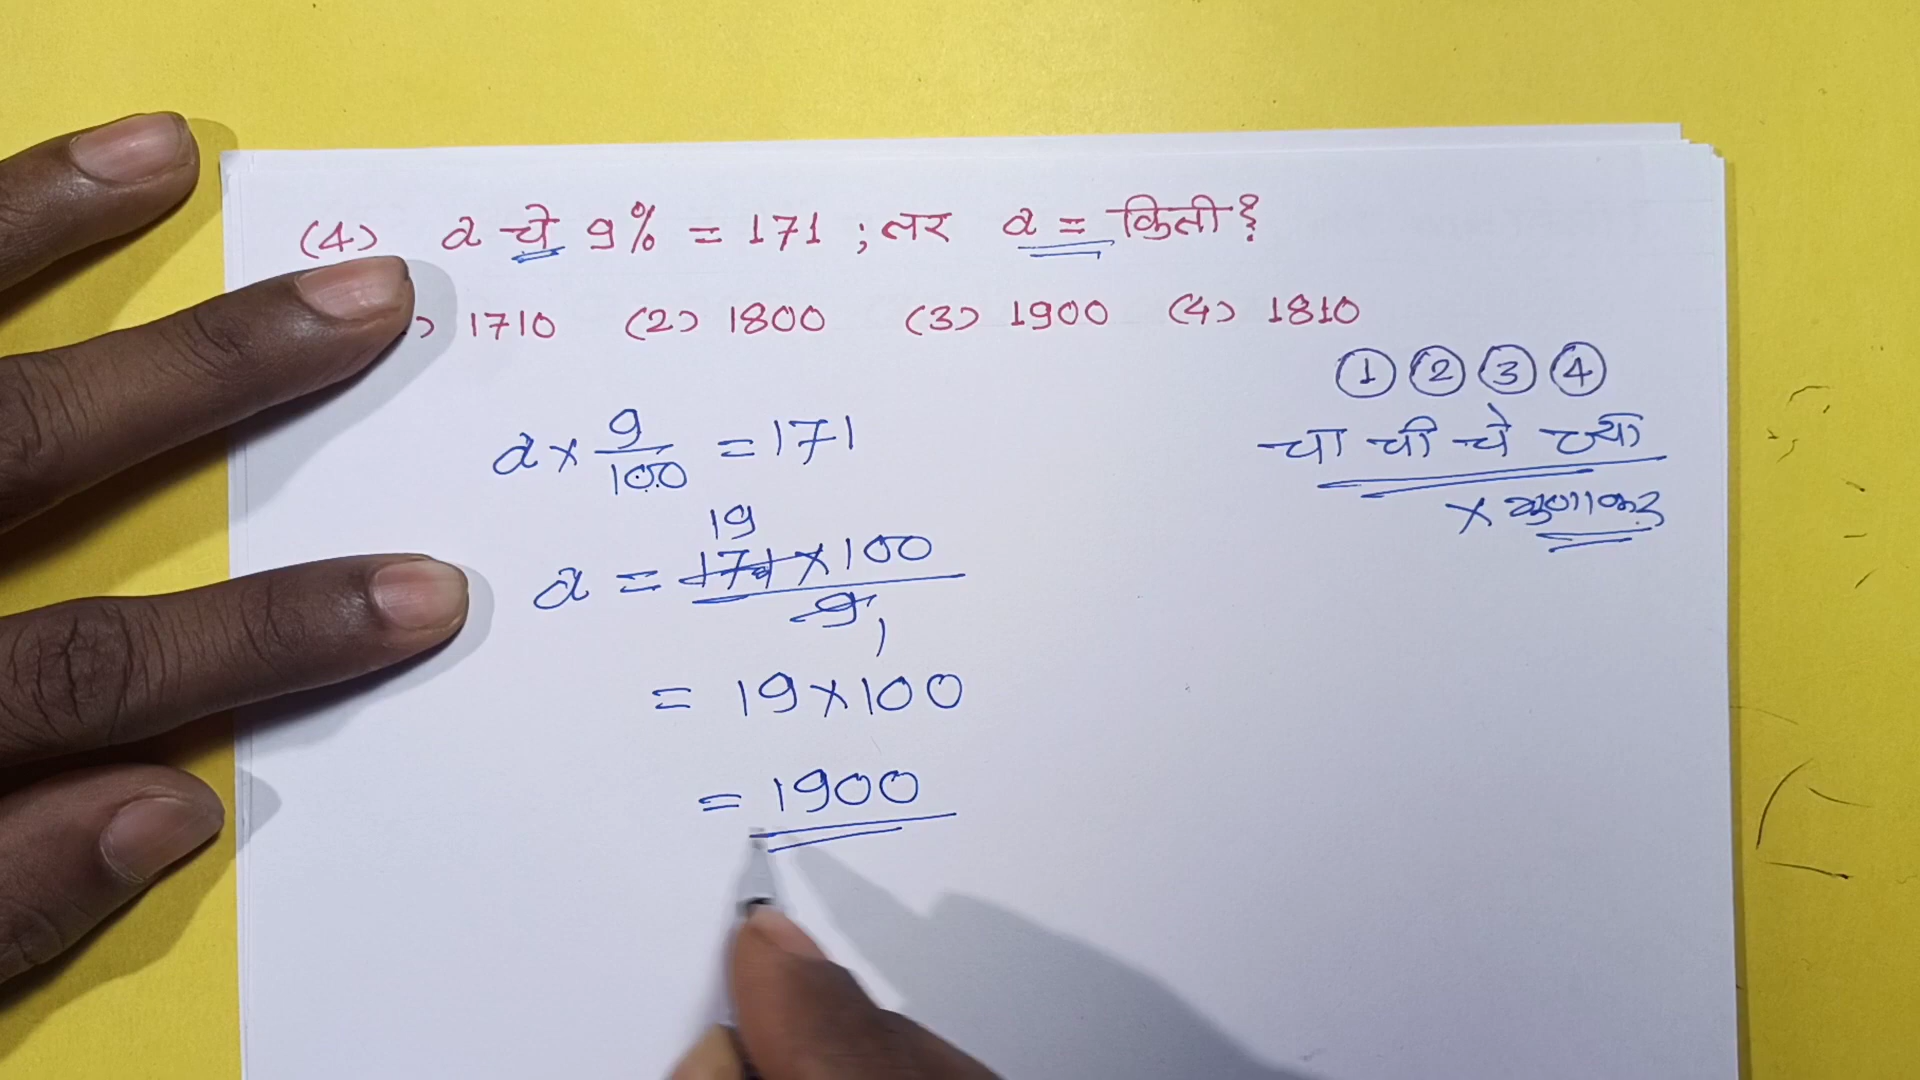 (4) a चे 9% = 171 ; तर a = किती ?
) 1710 (2) 1800 (3) 1900 (4) 1810
1 2 3 4
चा ची चे च्या
× गुणाकार
a × 9/100 = 171
19
a = 171 × 100 / 9 1
= 19 × 100
= 1900